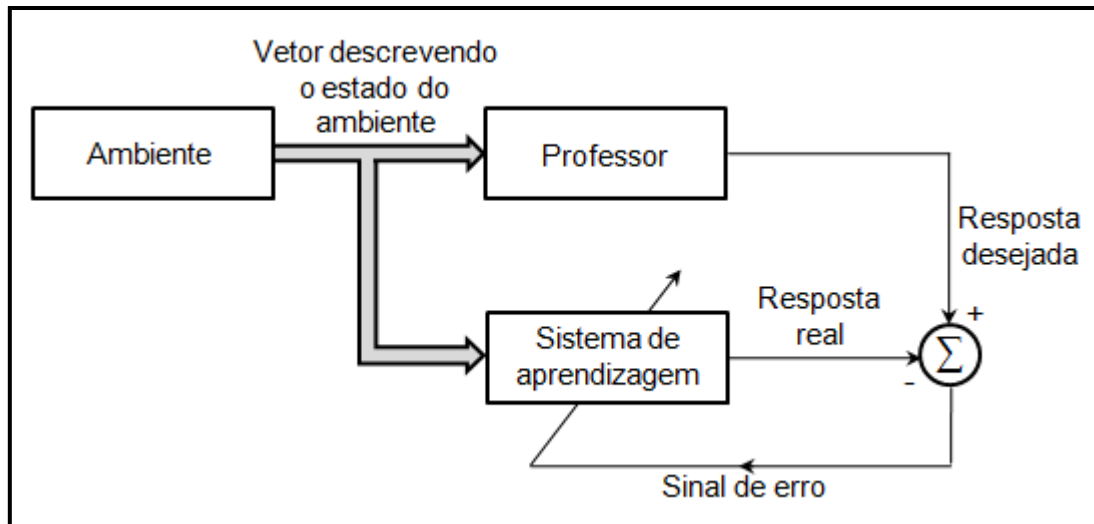 Vetor descrevendo
o estado do
ambiente
Ambiente
Professor
Resposta
desejada
Resposta
real
+
Sistema de
aprendizagem
Σ
-
Sinal de erro